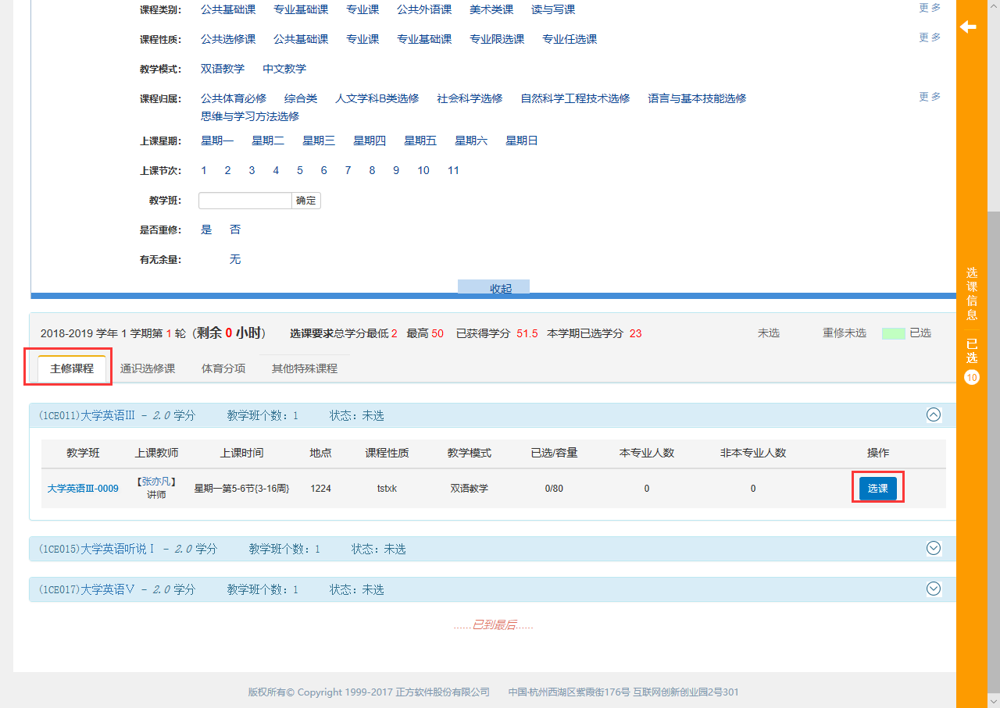 课程类别： 公共基础课 专业基础课 专业课 公共外语课 美术类课 读与写课 更多
课程性质： 公共选修课 公共基础课 专业课 专业基础课 专业限选课 专业任选课 更多
教学模式： 双语教学 中文教学
课程归属： 公共体育必修 综合类 人文学科B类选修 社会科学选修 自然科学工程技术选修 语言与基本技能选修 更多
思维与学习方法选修
上课星期： 星期一 星期二 星期三 星期四 星期五 星期六 星期日
上课节次： 1 2 3 4 5 6 7 8 9 10 11
教学班： 确定
是否重修： 是 否
有无余量： 无
收起
2018-2019 学年 1 学期第 1 轮（剩余 0 小时） 选课要求总学分最低 2 最高 50 已获得学分 51.5 本学期已选学分 23 未选 重修未选 已选
主修课程 通识选修课 体育分项 其他特殊课程
(1CE011)大学英语Ⅲ - 2.0 学分 教学班个数：1 状态：未选
教学班 上课教师 上课时间 地点 课程性质 教学模式 已选/容量 本专业人数 非本专业人数 操作
大学英语Ⅲ-0009 【张亦凡】 星期一第5-6节{3-16周} 1224 tstxk 双语教学 0/80 0 0 选课
讲师
(1CE015)大学英语听说Ⅰ - 2.0 学分 教学班个数：1 状态：未选
(1CE017)大学英语Ⅴ - 2.0 学分 教学班个数：1 状态：未选
……已到最后……
版权所有© Copyright 1999-2017 正方软件股份有限公司 中国·杭州西湖区紫霞街176号 互联网创新创业园2号301
选课信息
已选
10